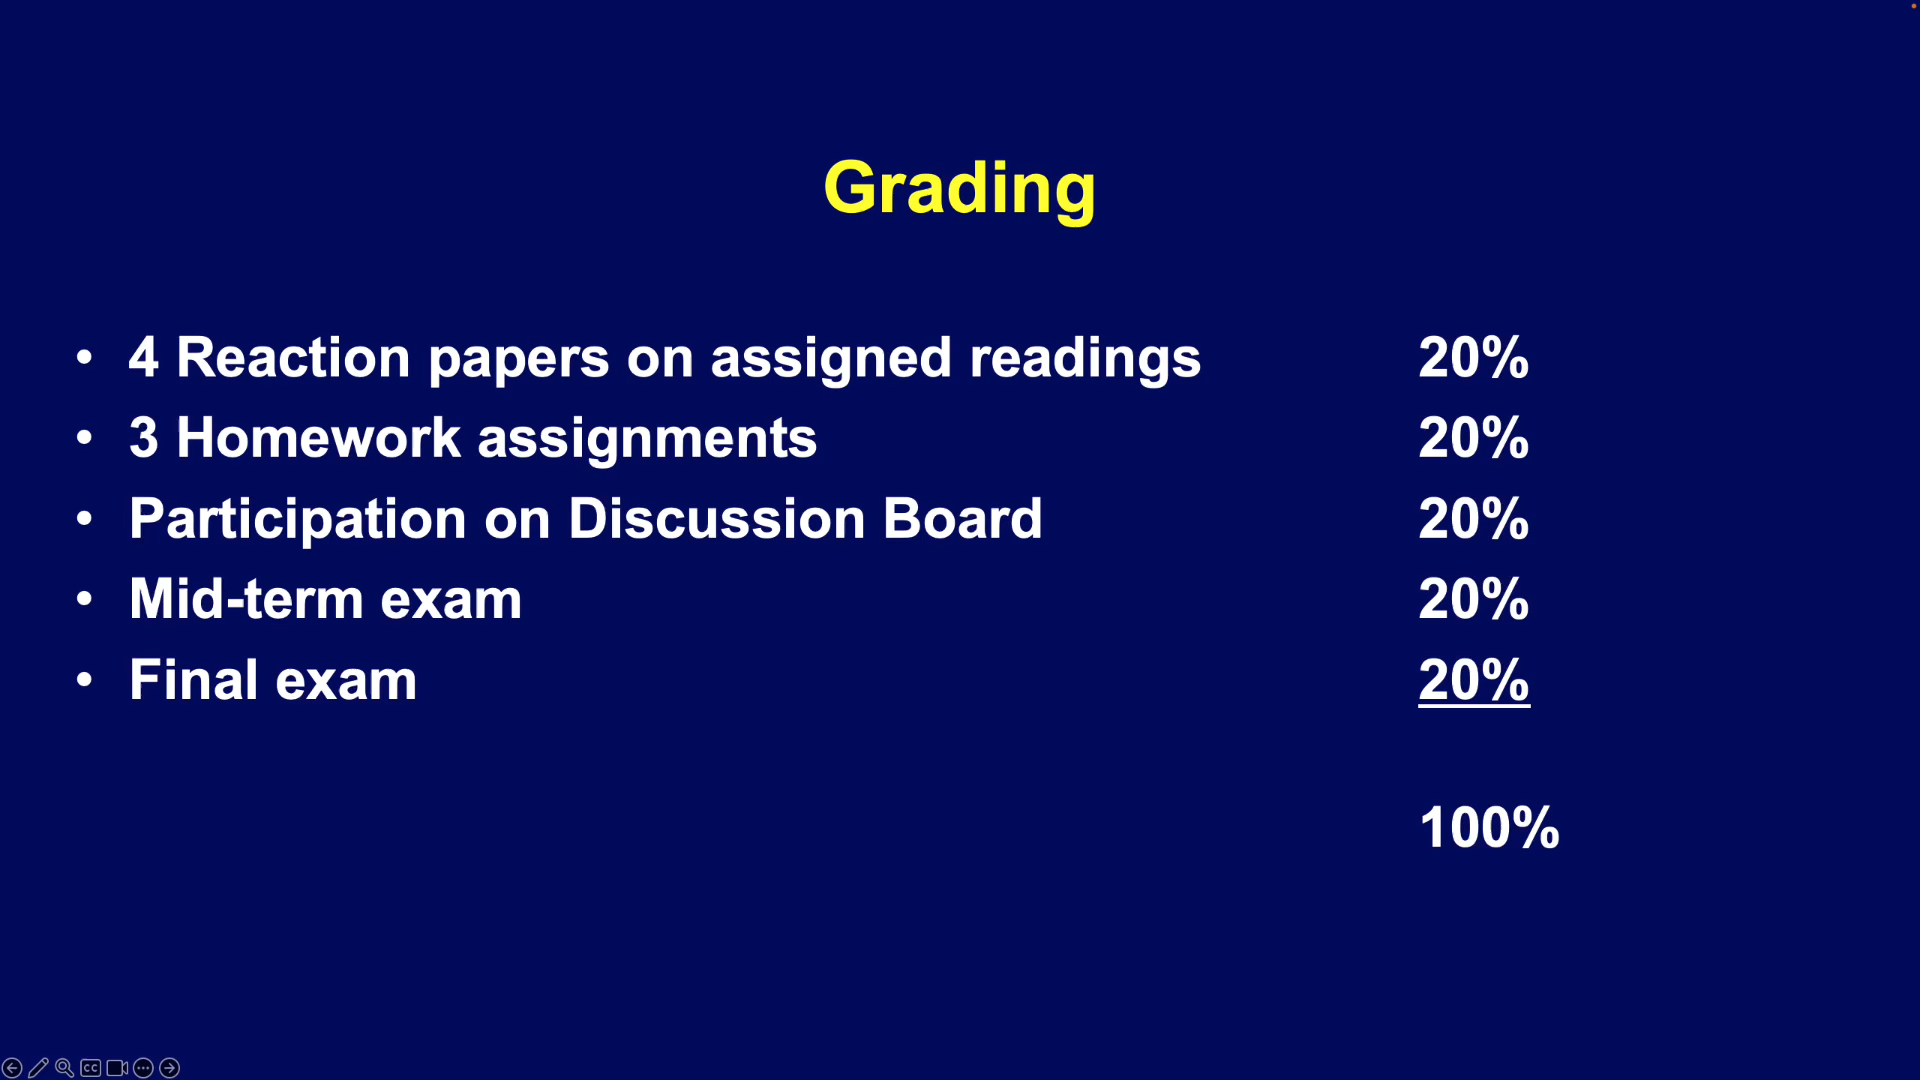 Grading
• 4 Reaction papers on assigned readings 20%
• 3 Homework assignments 20%
• Participation on Discussion Board 20%
• Mid-term exam 20%
• Final exam 20%
100%
CC